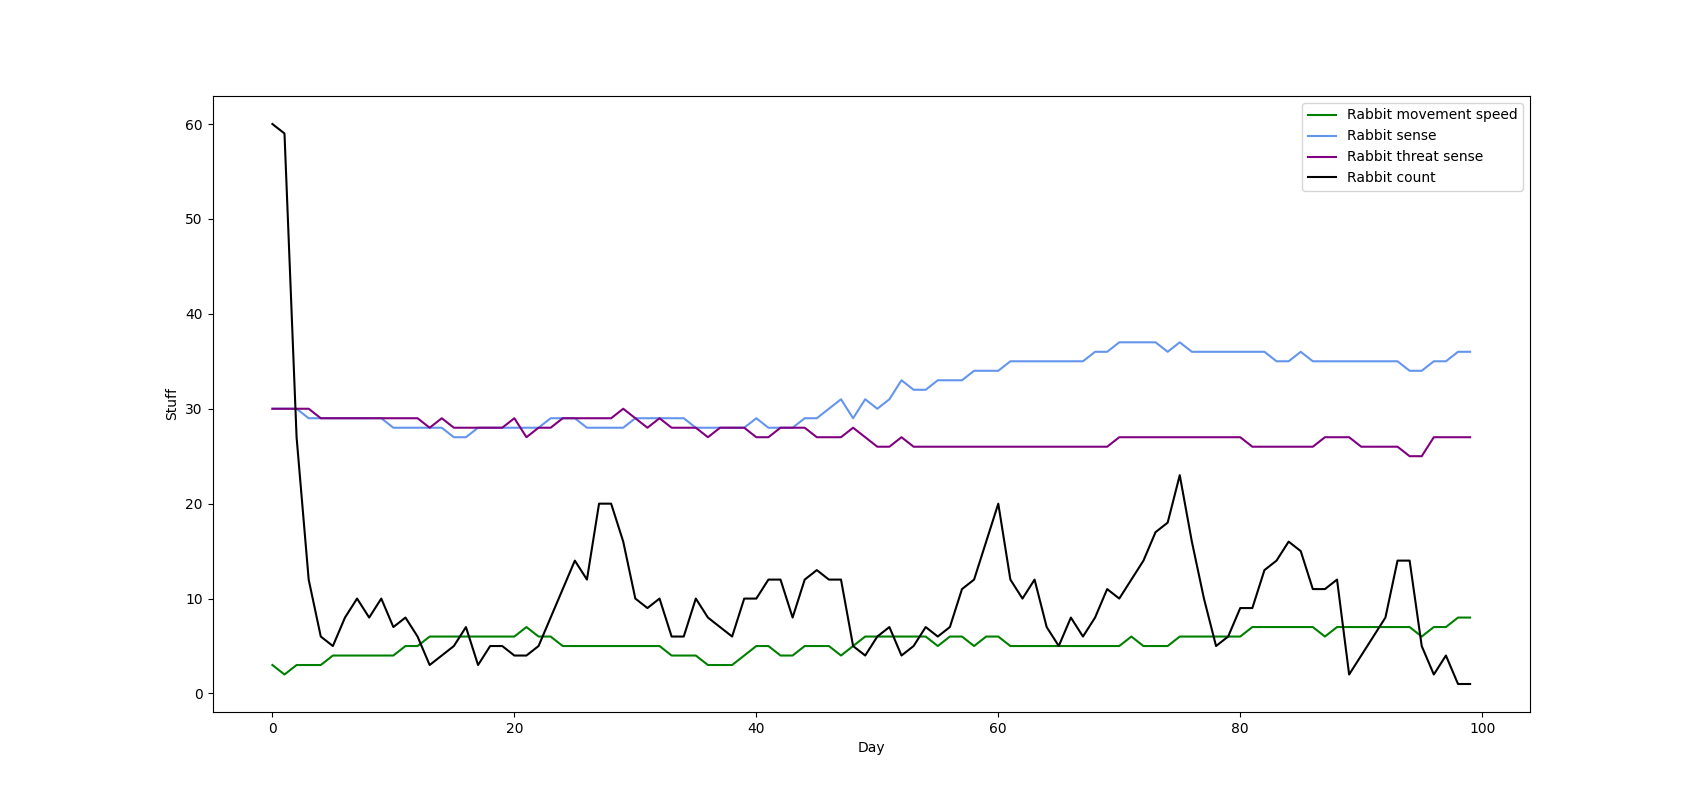 Rabbit movement speed
Rabbit sense
Rabbit threat sense
Rabbit count
60
50
40
30
20
10
0
Stuff
0 20 40 60 80 100
Day